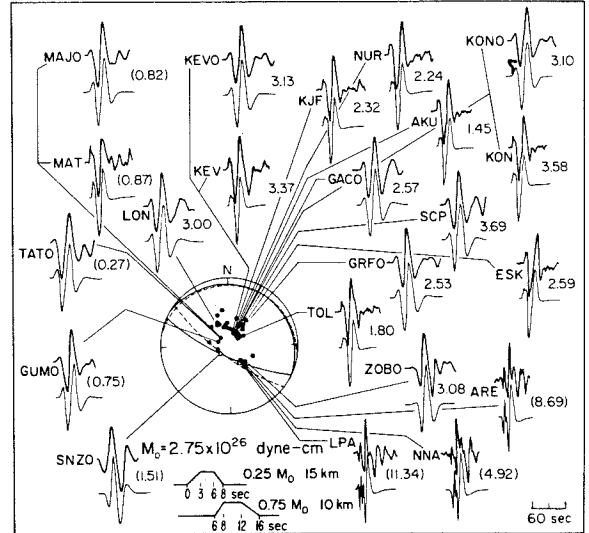 MAJO (0.82)
KEVO 3.13
NUR 2.24
KONO 3.10
KJF 2.32
AKU 1.45
KON 3.58
MAT (0.87)
KEV 3.37
GACO 2.57
LON 3.00
SCP 3.69
TATO (0.27)
N
GRFO 2.53
ESK 2.59
TOL 1.80
GUMO (0.75)
ZOBO 3.08
ARE (8.69)
SNZO (1.51)
LPA (11.34)
NNA (4.92)
M₀=2.75x10²⁶ dyne-cm
0.25 M₀ 15 km
0 3 6 8 sec
0.75 M₀ 10 km
6 8 12 16 sec
60 sec